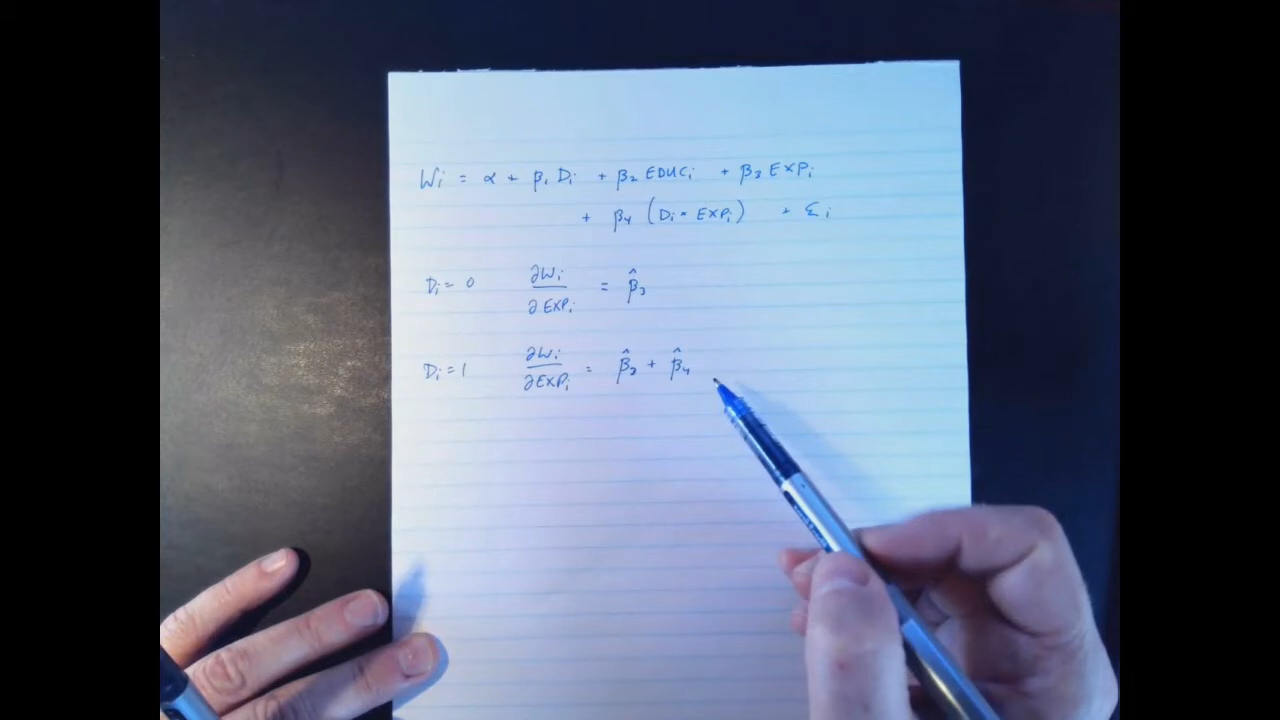 Wi = α + β1 Di + β2 EDUCi + β3 EXPi
+ β4 (Di * EXPi) + Σi
Di = 0 ∂Wi / ∂EXPi = β̂3
Di = 1 ∂Wi / ∂EXPi = β̂3 + β̂4